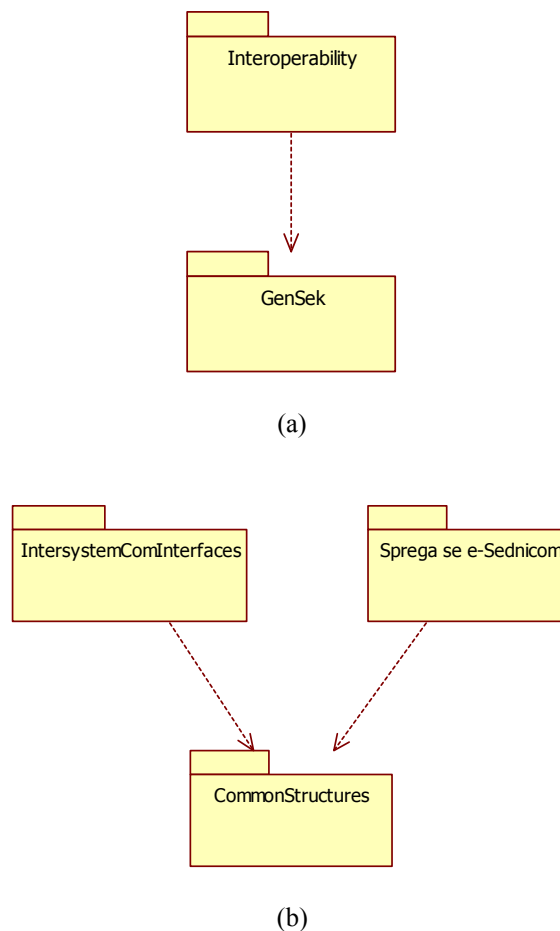 Interoperability
GenSek
(a)
IntersystemComInterfaces
Sprega se e-Sednicom
CommonStructures
(b)